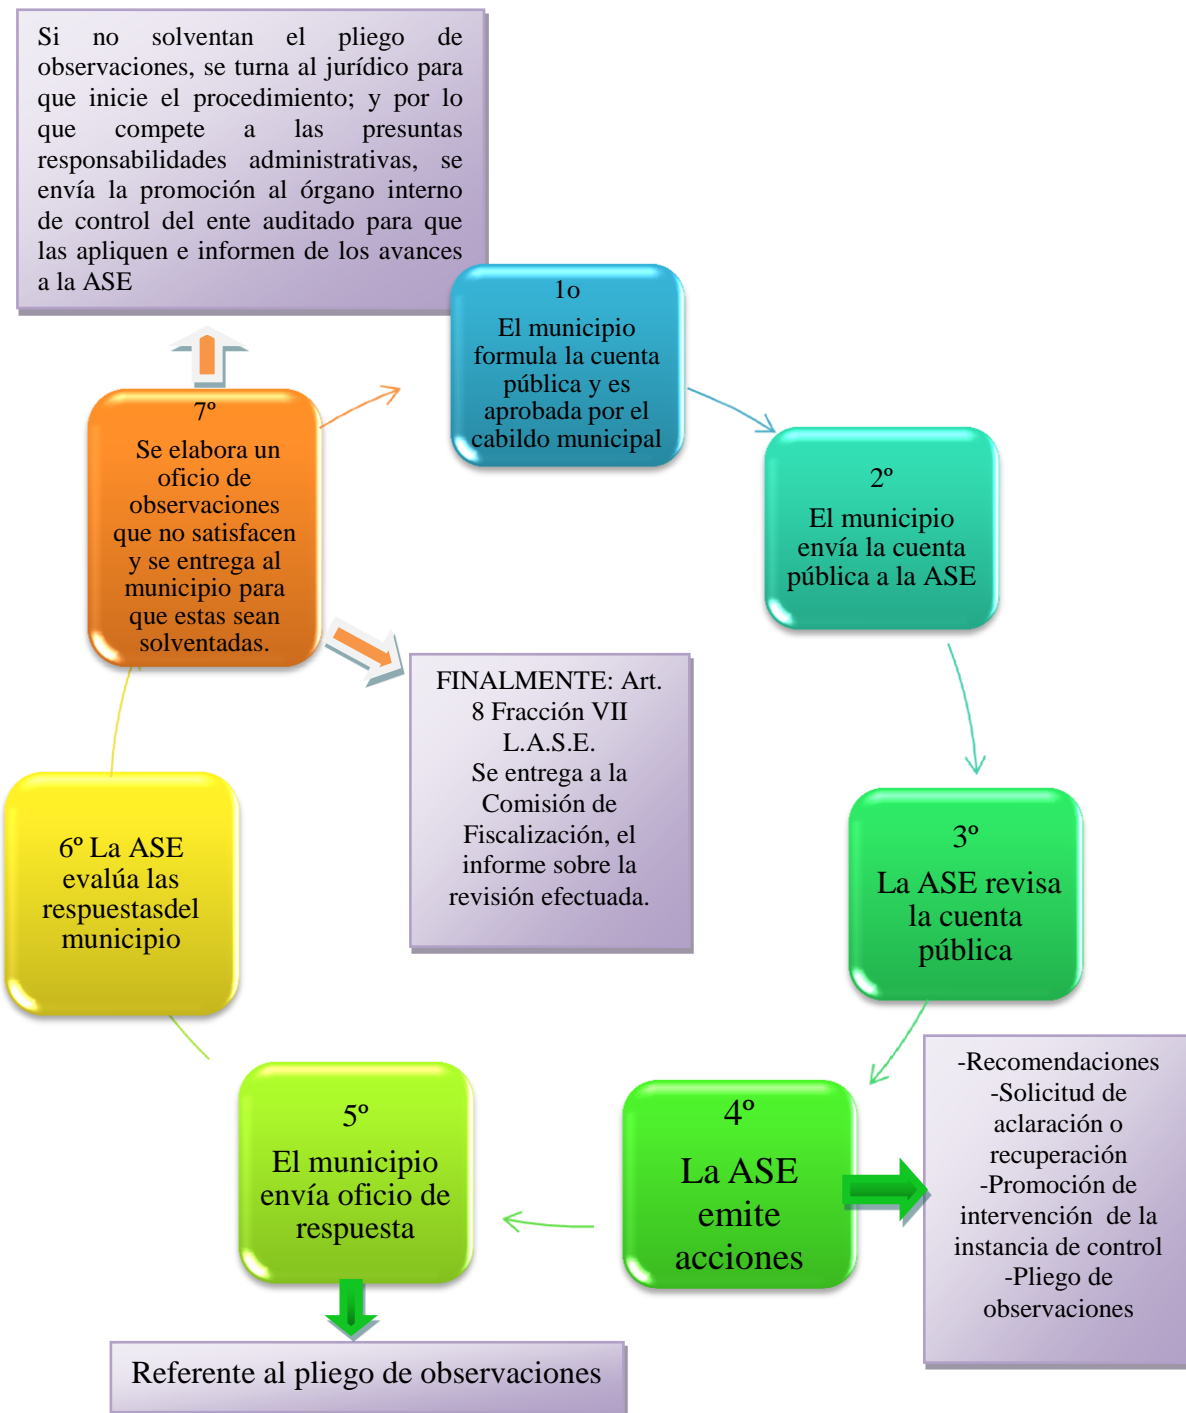 Si no solventan el pliego de
observaciones, se turna al jurídico para
que inicie el procedimiento; y por lo
que compete a las presuntas
responsabilidades administrativas, se
envía la promoción al órgano interno
de control del ente auditado para que
las apliquen e informen de los avances
a la ASE
1o
El municipio
formula la cuenta
pública y es
aprobada por el
cabildo municipal
2º
El municipio
envía la cuenta
pública a la ASE
3º
La ASE revisa
la cuenta
pública
4º
La ASE
emite
acciones
-Recomendaciones
-Solicitud de
aclaración o
recuperación
-Promoción de
intervención de la
instancia de control
-Pliego de
observaciones
5º
El municipio
envía oficio de
respuesta
Referente al pliego de observaciones
6º La ASE
evalúa las
respuestasdel
municipio
7º
Se elabora un
oficio de
observaciones
que no satisfacen
y se entrega al
municipio para
que estas sean
solventadas.
FINALMENTE: Art.
8 Fracción VII
L.A.S.E.
Se entrega a la
Comisión de
Fiscalización, el
informe sobre la
revisión efectuada.